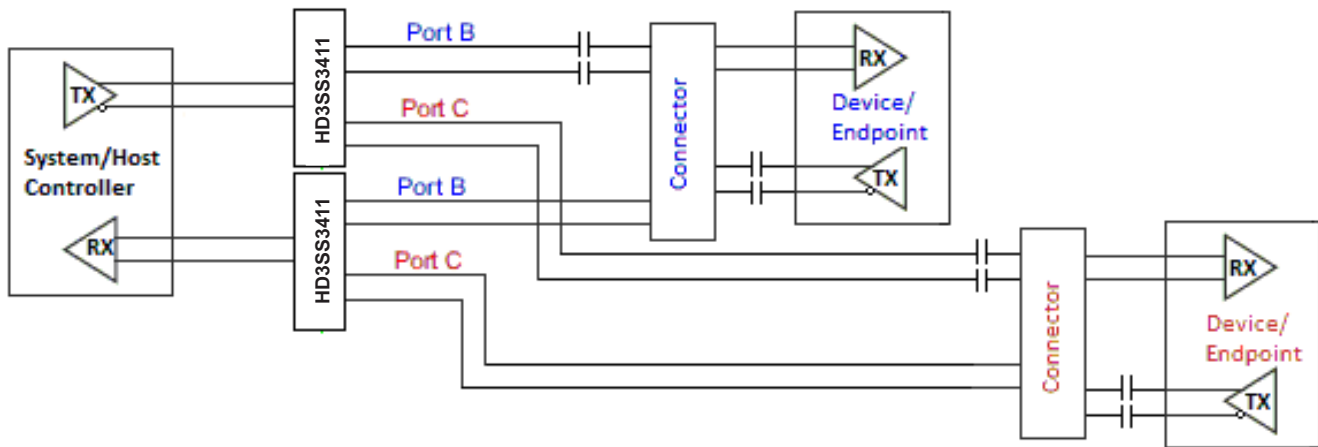 TX
System/Host
Controller
RX
HD3SS3411
HD3SS3411
Port B
Port C
Port B
Port C
Connector
RX
Device/
Endpoint
TX
Connector
RX
Device/
Endpoint
TX